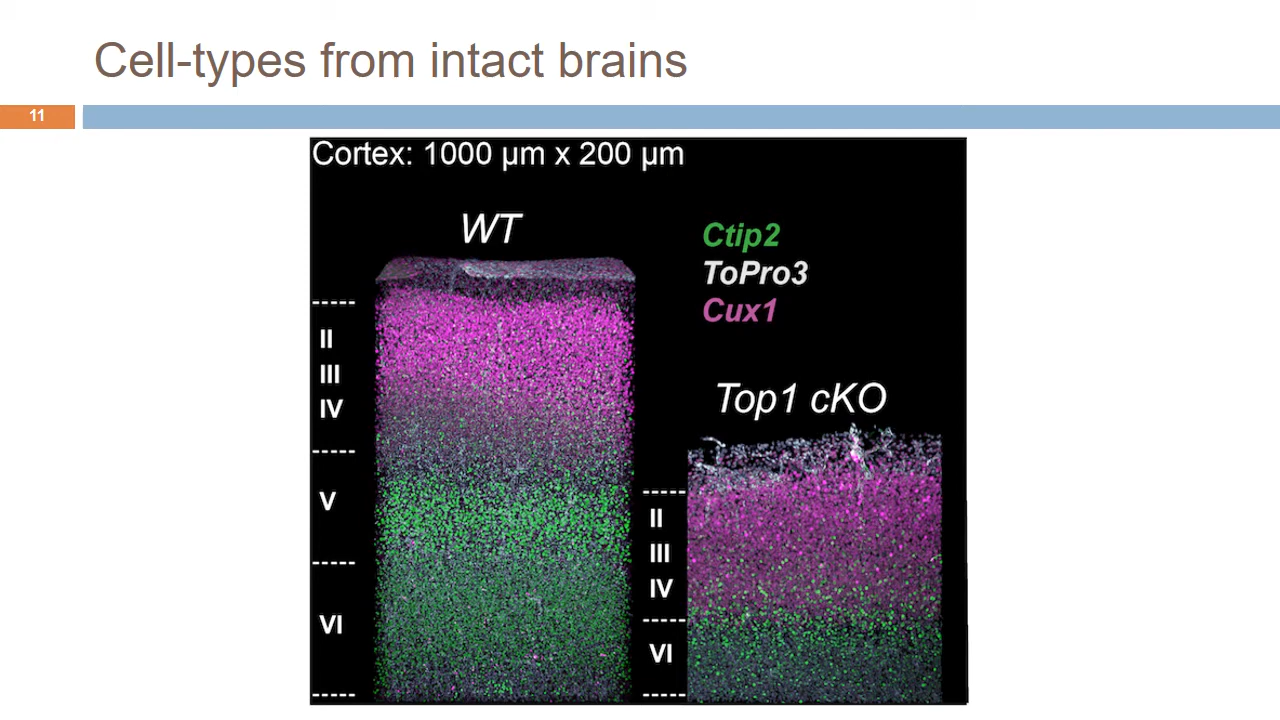 Cell-types from intact brains
11
Cortex: 1000 µm x 200 µm
WT
Ctip2
ToPro3
Cux1
II
III
IV
V
VI
Top1 cKO
II
III
IV
VI